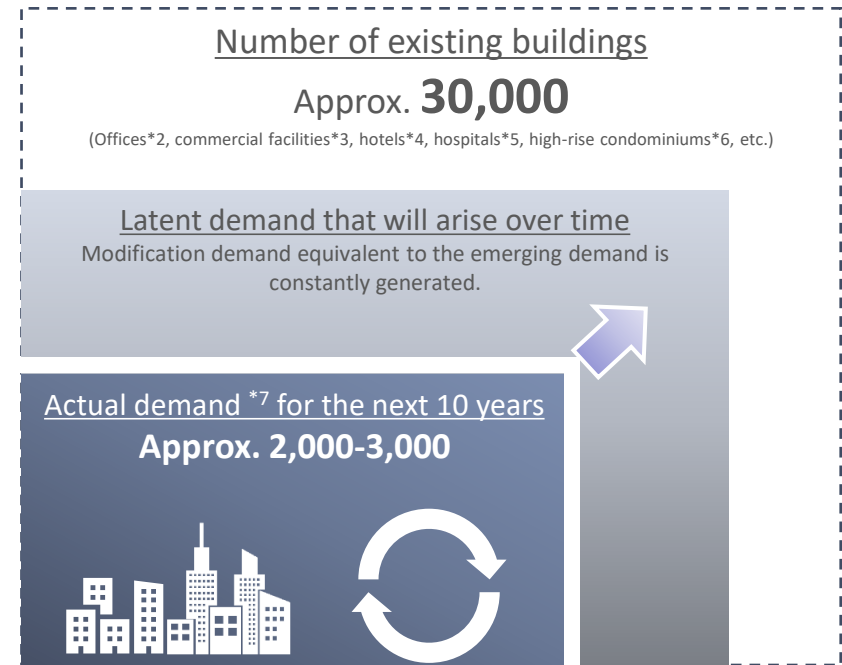 Number of existing buildings
Approx. 30,000
(Offices*2, commercial facilities*3, hotels*4, hospitals*5, high-rise condominiums*6, etc.)
Latent demand that will arise over time
Modification demand equivalent to the emerging demand is
constantly generated.
Actual demand *7 for the next 10 years
Approx. 2,000-3,000